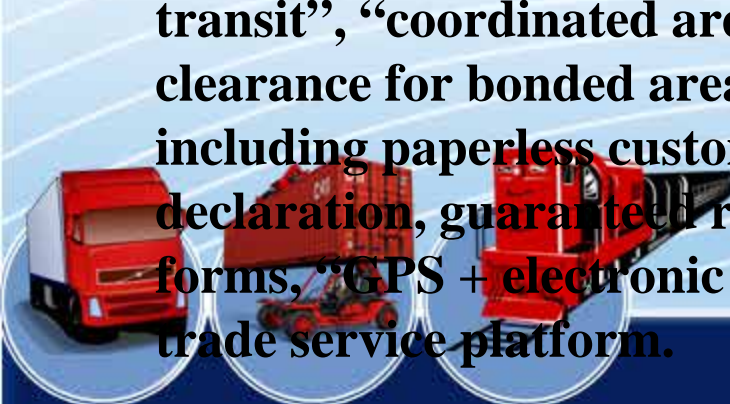 transit”, “coordinated are
clearance for bonded area
including paperless custo
declaration, guaranteed r
forms, “GPS + electronic
trade service platform.